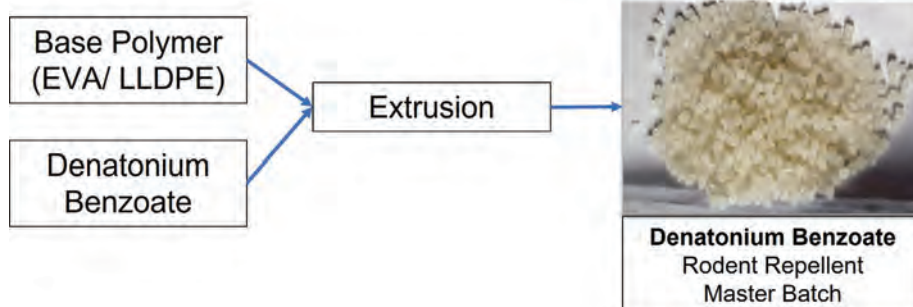 Base Polymer
(EVA/ LLDPE)
Denatonium
Benzoate
Extrusion
Denatonium Benzoate
Rodent Repellent
Master Batch